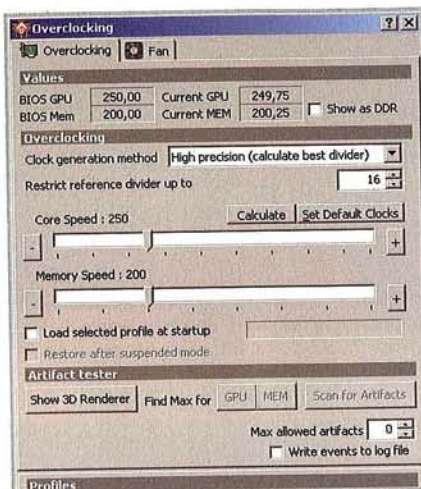 Overclocking
Overclocking Fan
Values
BIOS GPU 250,00 Current GPU 249,75
BIOS Mem 200,00 Current MEM 200,25 Show as DDR
Overclocking
Clock generation method High precision (calculate best divider)
Restrict reference divider up to 16
Core Speed : 250 Calculate Set Default Clocks
- +
Memory Speed : 200
- +
Load selected profile at startup
Restore after suspended mode
Artifact tester
Show 3D Renderer Find Max for GPU MEM Scan for Artifacts
Max allowed artifacts 0
Write events to log file
Profiles